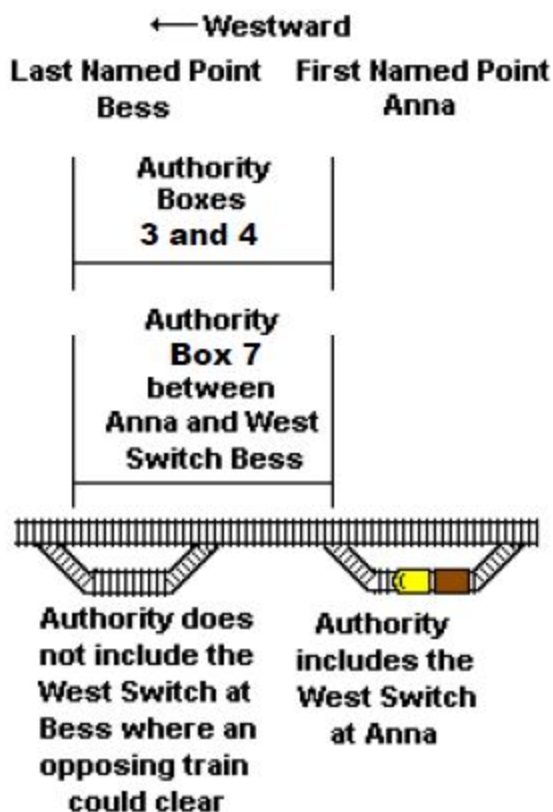 ← Westward
Last Named Point
Bess
First Named Point
Anna
Authority
Boxes
3 and 4
Authority
Box 7
between
Anna and West
Switch Bess
Authority does
not include the
West Switch at
Bess where an
opposing train
could clear
Authority
includes the
West Switch
at Anna